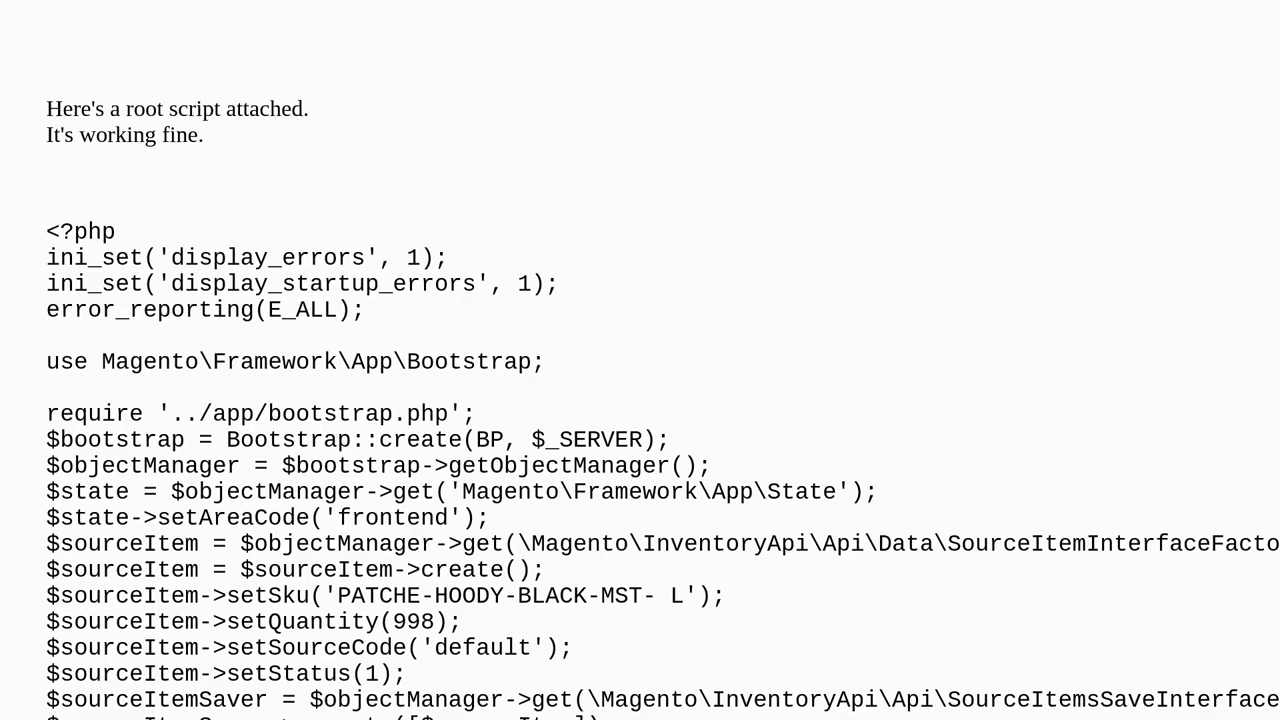 Here's a root script attached.
It's working fine.
<?php
ini_set('display_errors', 1);
ini_set('display_startup_errors', 1);
error_reporting(E_ALL);
use Magento\Framework\App\Bootstrap;
require '../app/bootstrap.php';
$bootstrap = Bootstrap::create(BP, $_SERVER);
$objectManager = $bootstrap->getObjectManager();
$state = $objectManager->get('Magento\Framework\App\State');
$state->setAreaCode('frontend');
$sourceItem = $objectManager->get(\Magento\InventoryApi\Api\Data\SourceItemInterfaceFacto
$sourceItem = $sourceItem->create();
$sourceItem->setSku('PATCHE-HOODY-BLACK-MST- L');
$sourceItem->setQuantity(998);
$sourceItem->setSourceCode('default');
$sourceItem->setStatus(1);
$sourceItemSaver = $objectManager->get(\Magento\InventoryApi\Api\SourceItemsSaveInterface